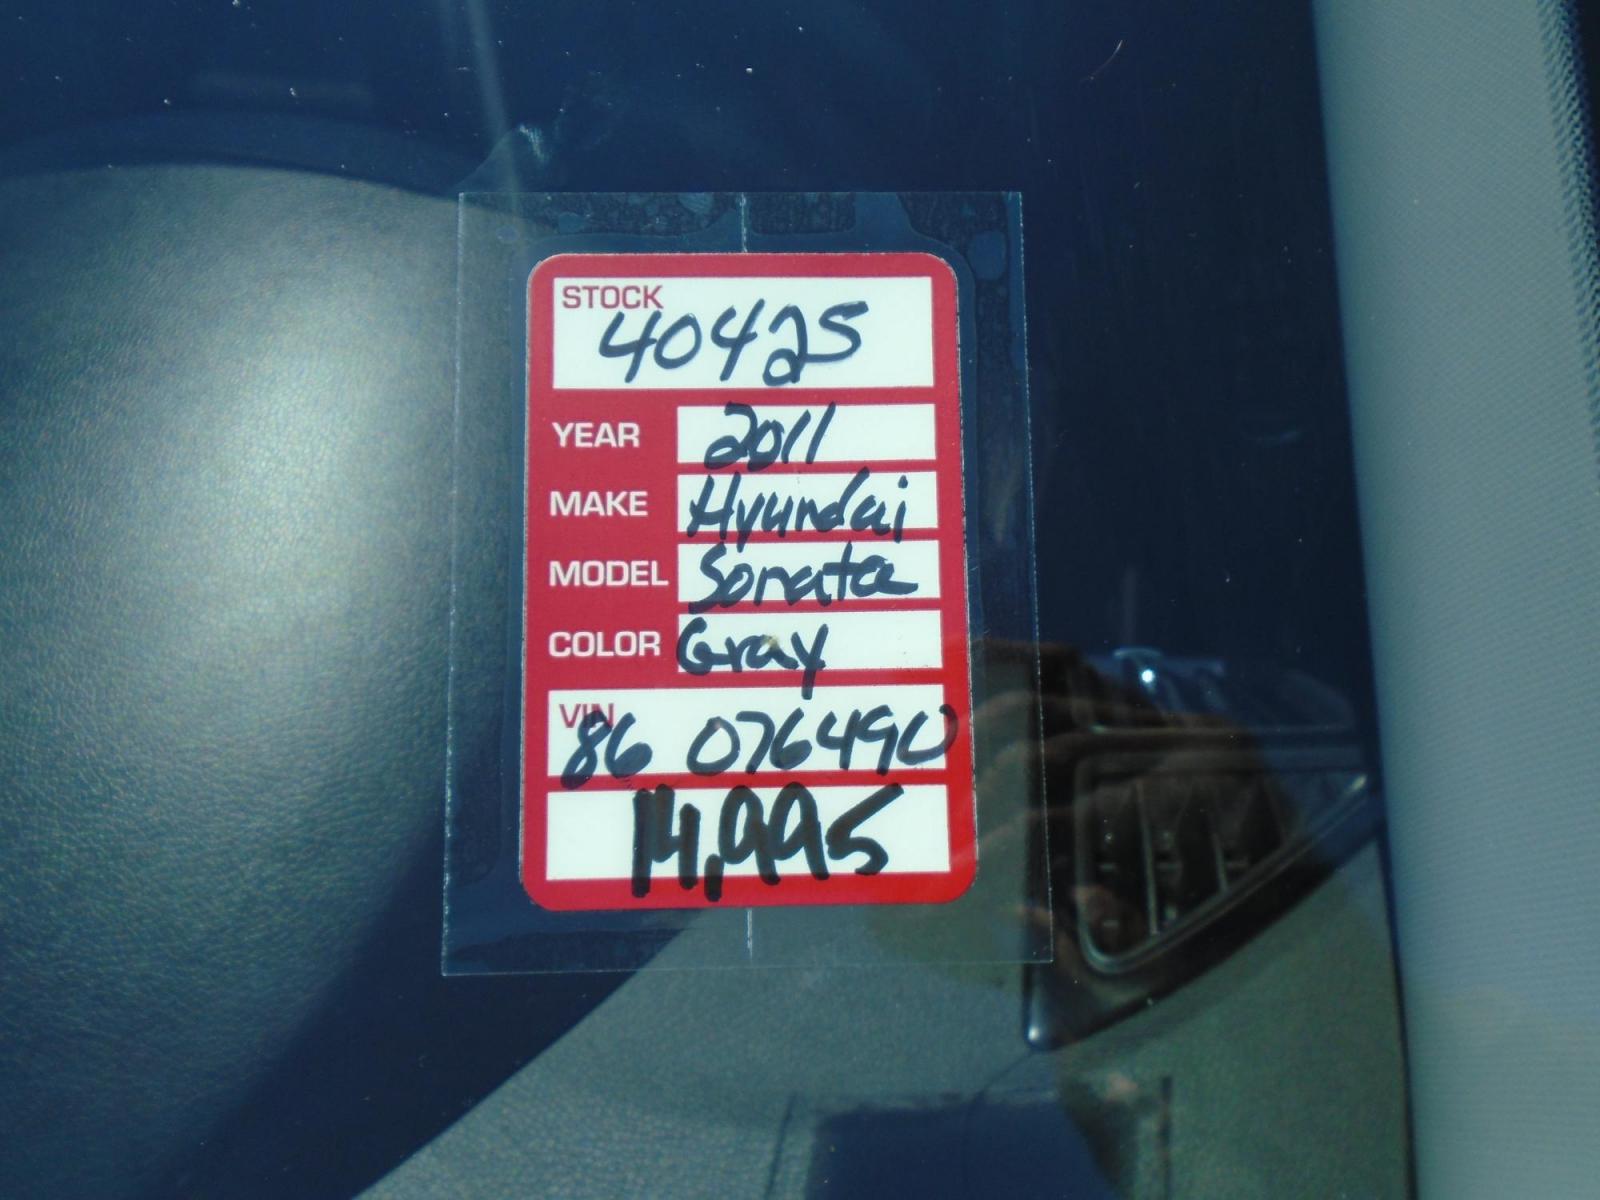 STOCK
40425
YEAR 2011
MAKE Hyundai
MODEL Sonata
COLOR Gray
VIN
86 076490
14,995